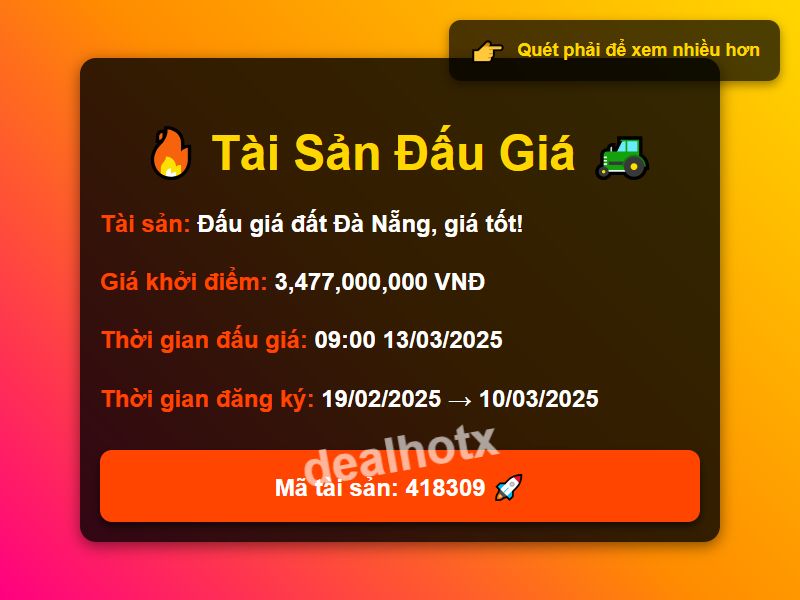 Quét phải để xem nhiều hơn
Tài Sản Đấu Giá
Tài sản: Đấu giá đất Đà Nẵng, giá tốt!
Giá khởi điểm: 3,477,000,000 VNĐ
Thời gian đấu giá: 09:00 13/03/2025
Thời gian đăng ký: 19/02/2025 → 10/03/2025
dealhotx
Mã tài sản: 418309